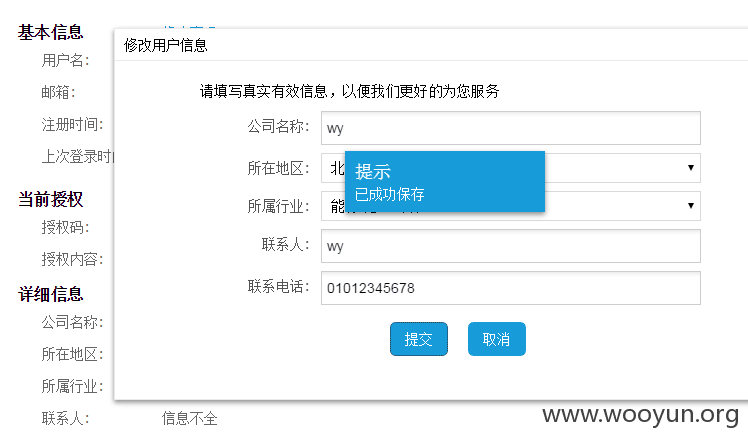 基本信息
修改用户信息
用户名:
请填写真实有效信息，以便我们更好的为您服务
邮箱:
公司名称: wy
注册时间:
所在地区: 北
上次登录时
提示
已成功保存
当前授权
所属行业: 能
授权码:
联系人: wy
授权内容:
联系电话: 01012345678
详细信息
公司名称:
提交 取消
所在地区:
所属行业:
联系人: 信息不全
www.wooyun.org